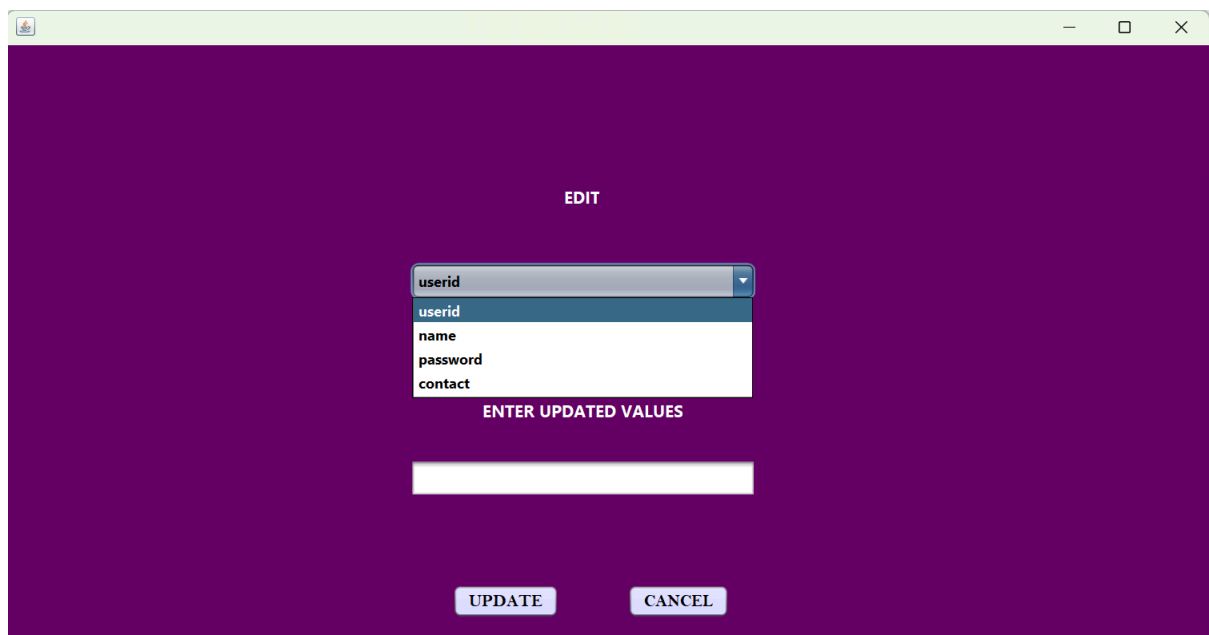 EDIT
userid
userid
name
password
contact
ENTER UPDATED VALUES
UPDATE CANCEL